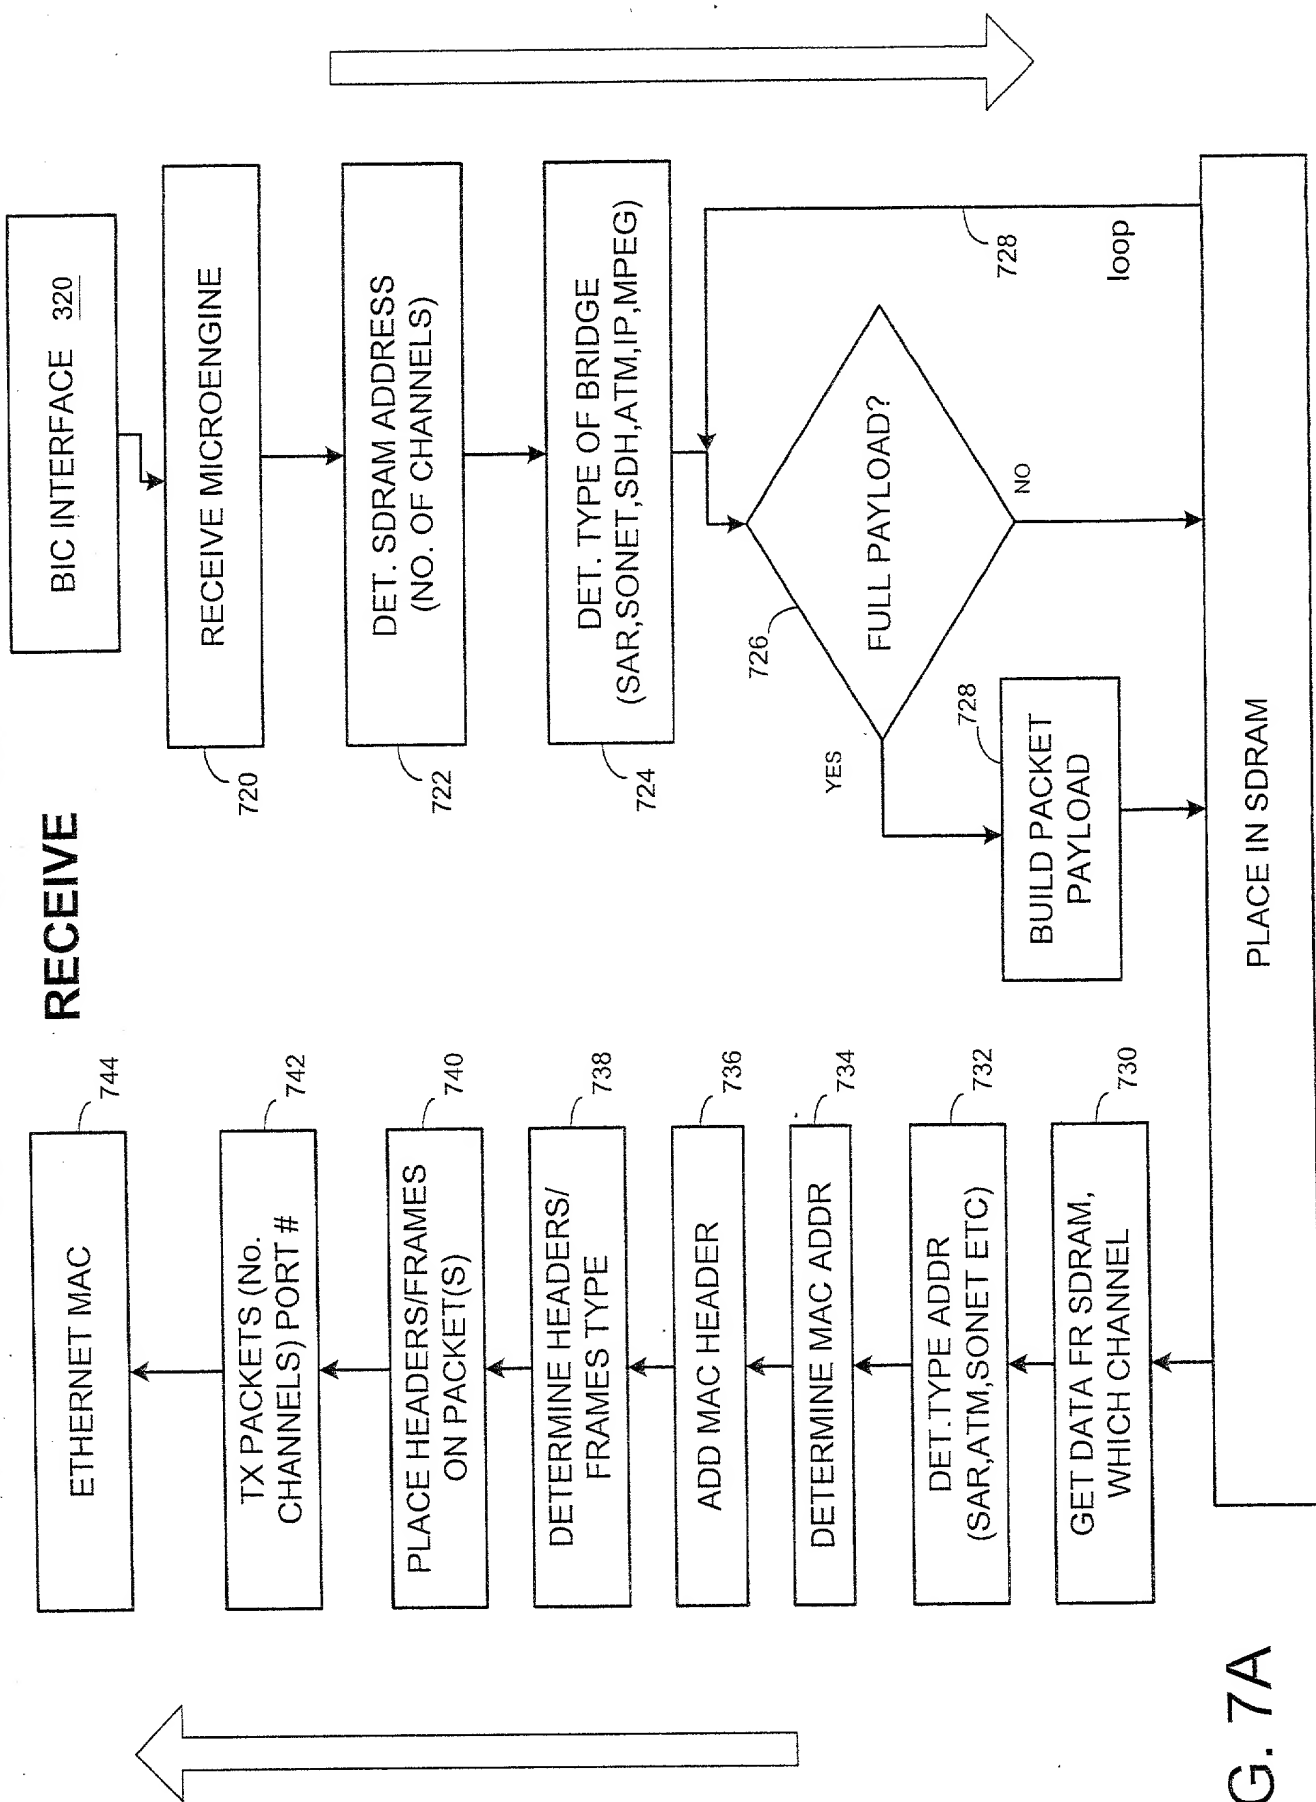 RECEIVE
BIC INTERFACE 320
RECEIVE MICROENGINE
720
DET. SDRAM ADDRESS
(NO. OF CHANNELS)
722
DET. TYPE OF BRIDGE
(SAR,SONET,SDH,ATM,IP,MPEG)
724
FULL PAYLOAD?
726
YES
NO
728
loop
BUILD PACKET
PAYLOAD
728
PLACE IN SDRAM
GET DATA FR SDRAM,
WHICH CHANNEL
730
DET.TYPE ADDR
(SAR,ATM,SONET ETC)
732
DETERMINE MAC ADDR
734
ADD MAC HEADER
736
DETERMINE HEADERS/
FRAMES TYPE
738
PLACE HEADERS/FRAMES
ON PACKET(S)
740
TX PACKETS (No.
CHANNELS) PORT #
742
ETHERNET MAC
744
G. 7A